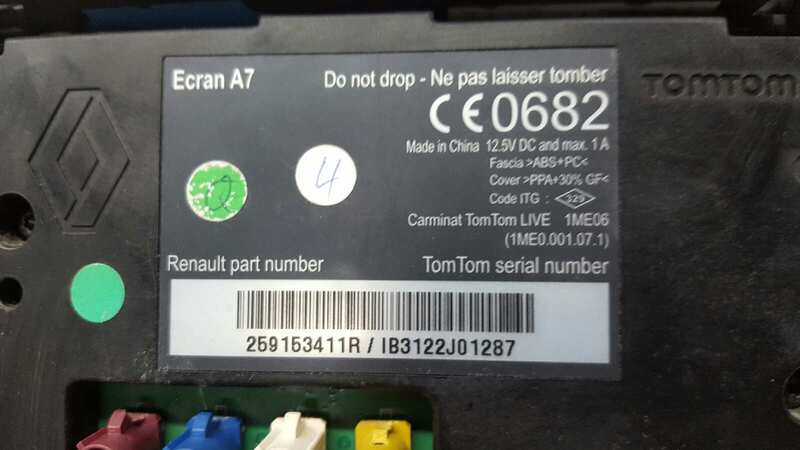 Ecran A7
Do not drop - Ne pas laisser tomber
TOMTOM
CE0682
Made in China 12.5V DC and max. 1 A
Fascia >ABS+PC<
Cover >PPA+30% GF<
Code ITG : 329
2
4
Carminat TomTom LIVE 1ME06
(1ME0.001.07.1)
Renault part number
TomTom serial number
259153411R / IB3122J01287